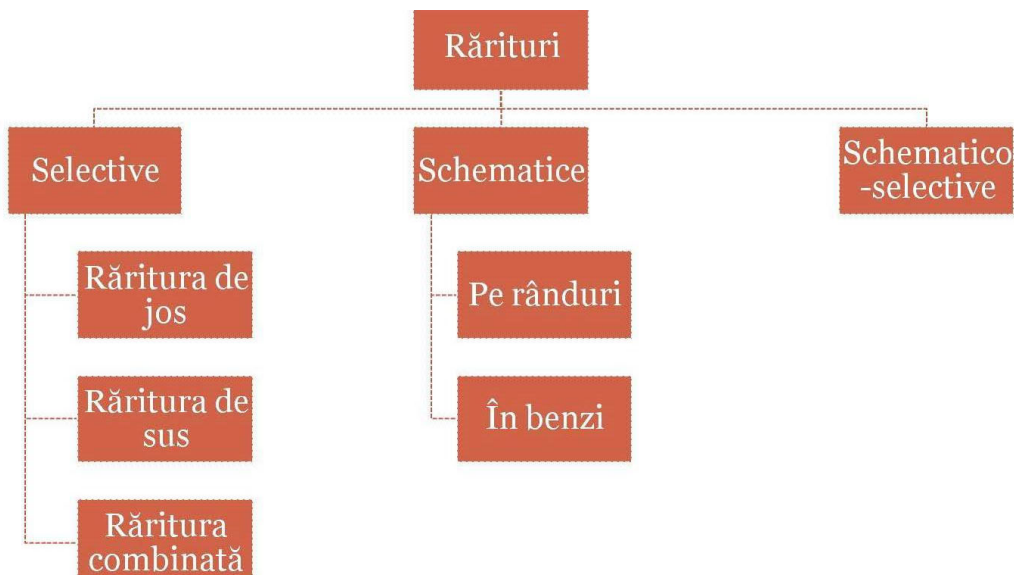 Rărituri
Selective
Schematice
Schematico
-selective
Răritura de
jos
Pe rânduri
Răritura de
sus
În benzi
Răritura
combinată